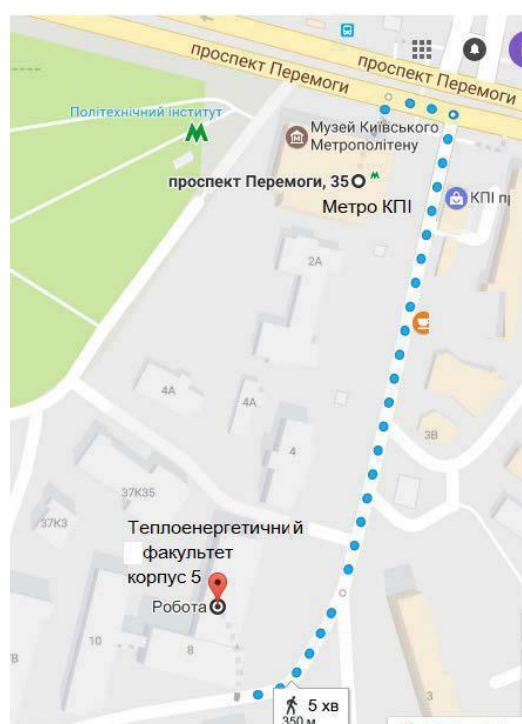 проспект Перемоги
проспект Перемоги
Політехнічний інститут
Музей Київського
Метрополітену
проспект Перемоги, 35
КПІ п
Метро КПІ
2А
4А
4А
3В
4
37К35
37К3
Теплоенергетичний
факультет
корпус 5
Робота
10
8
7В
3
5 хв
350 м